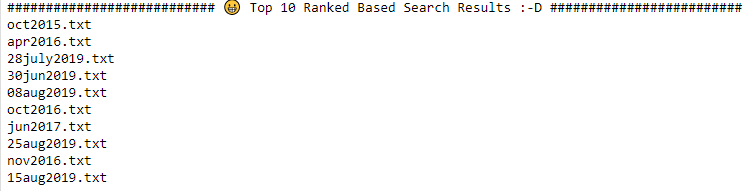 ########################### 😀 Top 10 Ranked Based Search Results :-D #########################
oct2015.txt
apr2016.txt
28july2019.txt
30jun2019.txt
08aug2019.txt
oct2016.txt
jun2017.txt
25aug2019.txt
nov2016.txt
15aug2019.txt